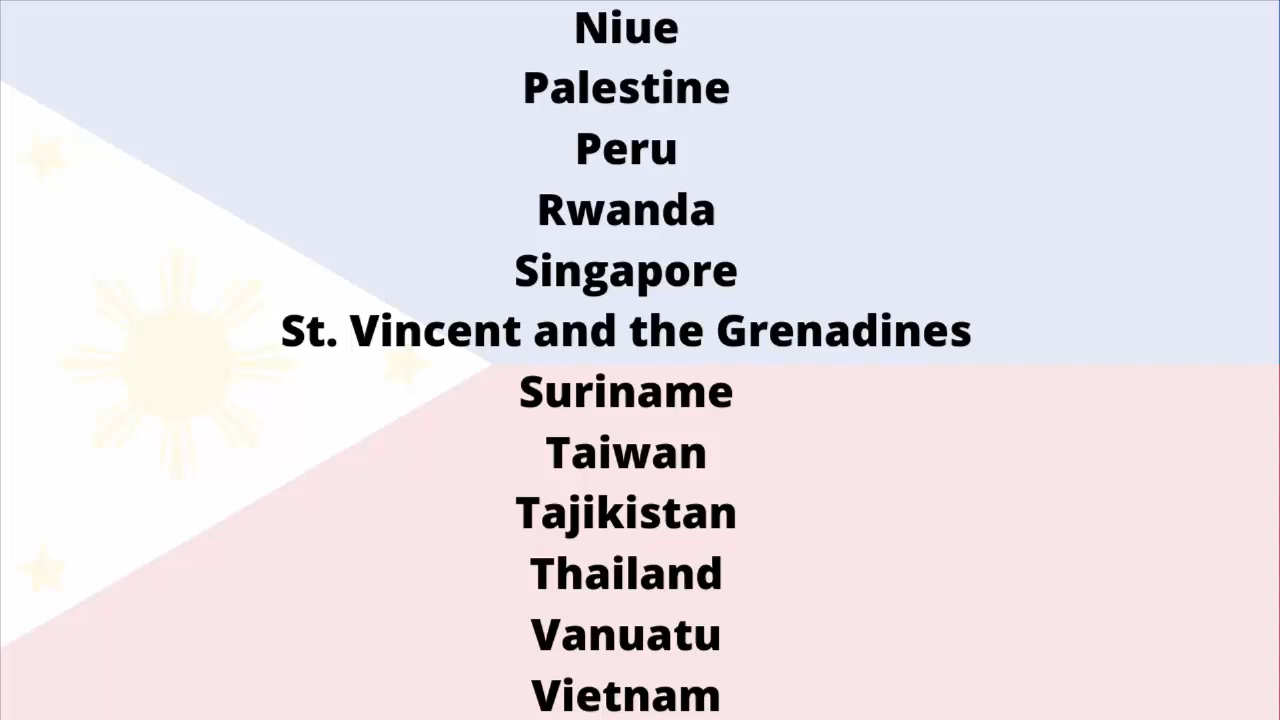 Niue
Palestine
Peru
Rwanda
Singapore
St. Vincent and the Grenadines
Suriname
Taiwan
Tajikistan
Thailand
Vanuatu
Vietnam